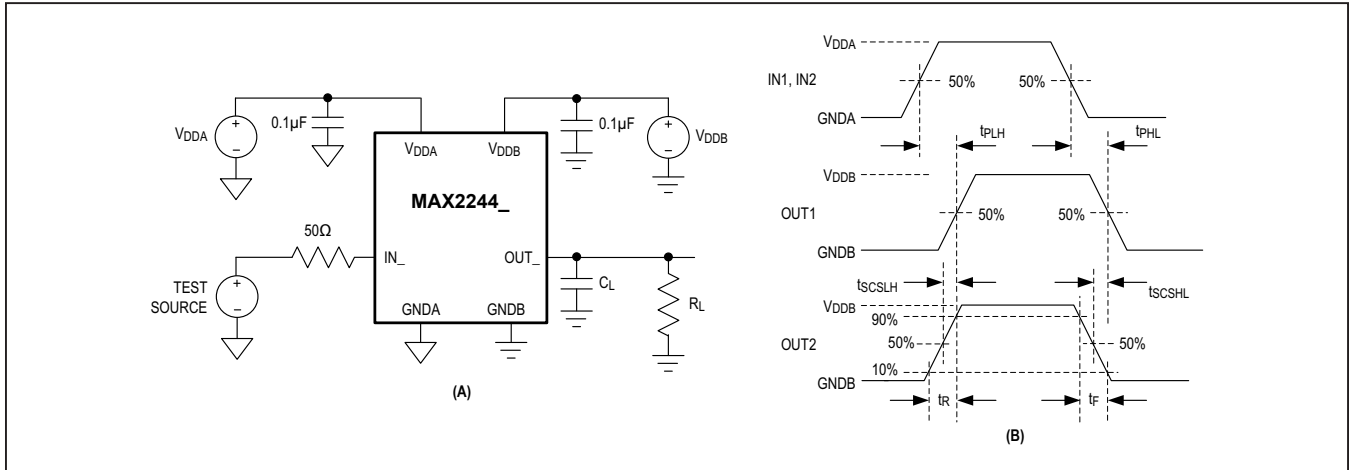 VDDA
0.1µF
VDDA
VDDB
0.1µF
VDDB
MAX2244_
50Ω
IN_
OUT_
TEST
SOURCE
CL
RL
GNDA
GNDB
(A)
VDDA
IN1, IN2
50%
50%
GNDA
tPLH
tPHL
VDDB
OUT1
50%
50%
GNDB
tSCSLH
tSCSHL
VDDB
90%
OUT2
50%
50%
10%
GNDB
tR
tF
(B)